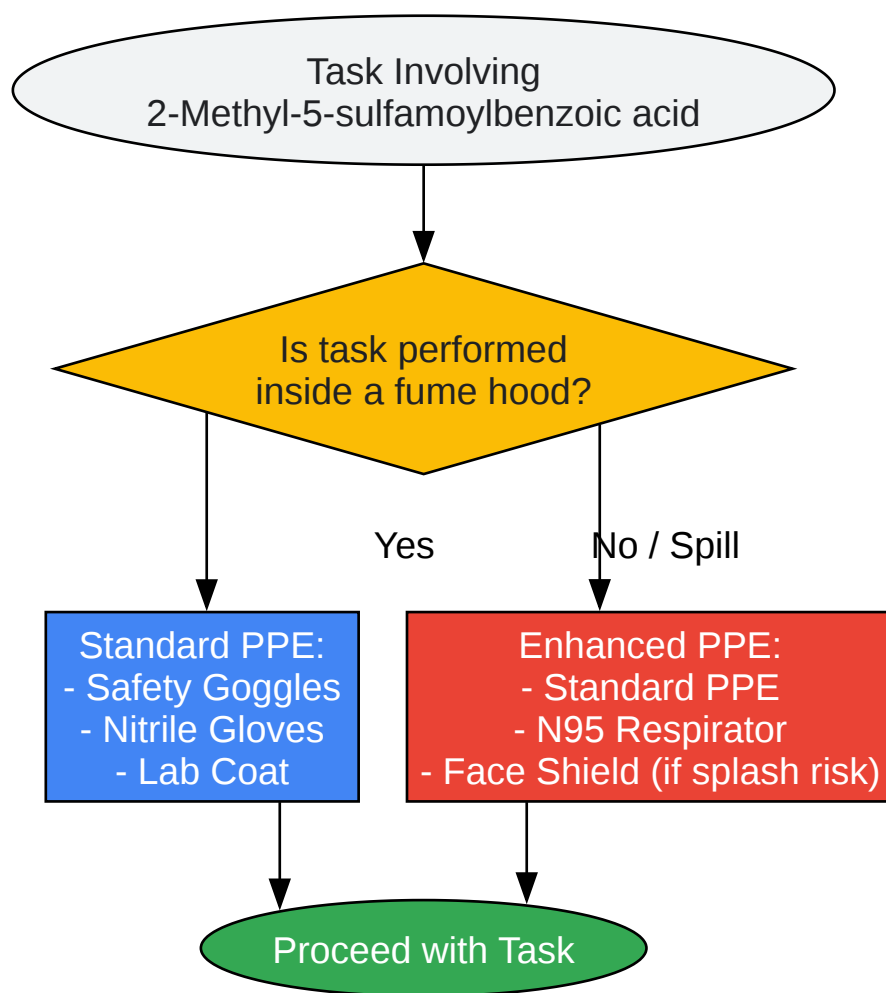 Task Involving
2-Methyl-5-sulfamoylbenzoic acid
Is task performed
inside a fume hood?
Yes
No / Spill
Standard PPE:
- Safety Goggles
- Nitrile Gloves
- Lab Coat
Enhanced PPE:
- Standard PPE
- N95 Respirator
- Face Shield (if splash risk)
Proceed with Task